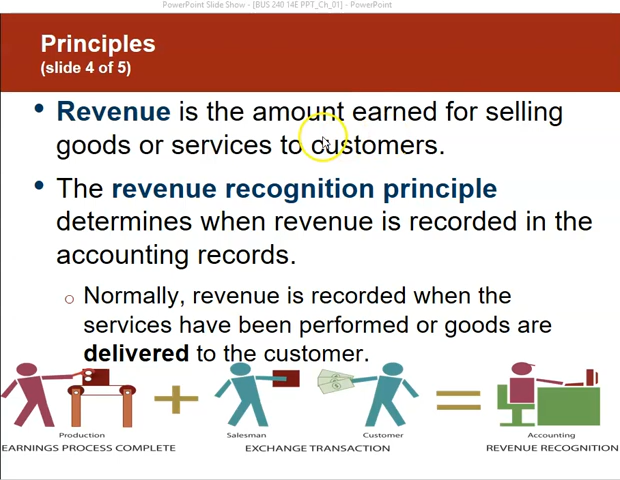 PowerPoint Slide Show - [BUS 240 14E PPT_Ch_01] - PowerPoint
Principles
(slide 4 of 5)
• Revenue is the amount earned for selling
goods or services to customers.
• The revenue recognition principle
determines when revenue is recorded in the
accounting records.
o Normally, revenue is recorded when the
services have been performed or goods are
delivered to the customer.
Production
Salesman
Customer
Accounting
EARNINGS PROCESS COMPLETE
EXCHANGE TRANSACTION
REVENUE RECOGNITION